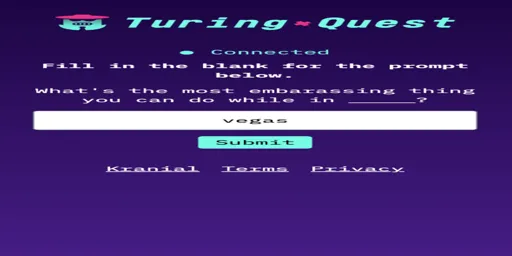 Turing×Quest
Connected
Fill in the blank for the prompt
below.
What's the most embarassing thing
you can do while in ______?
vegas
Submit
Kranial Terms Privacy